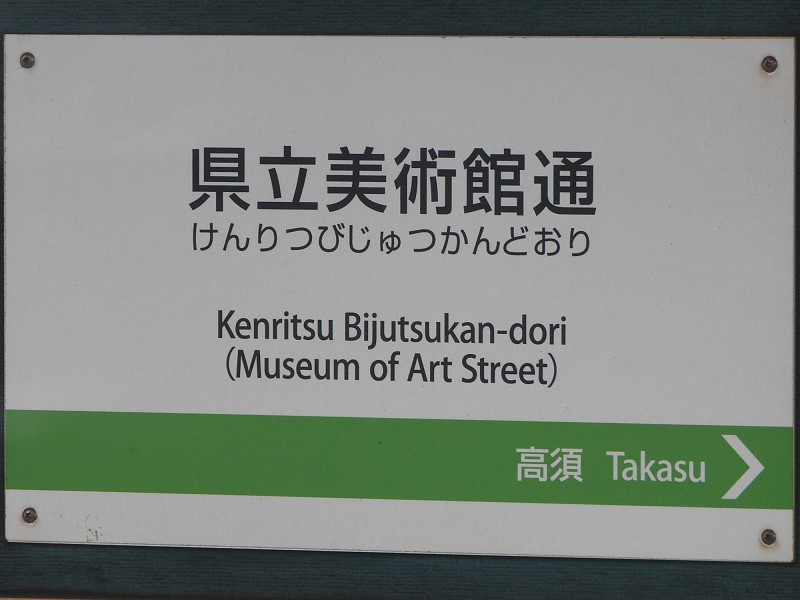 県立美術館通
けんりつびじゅつかんどおり
Kenritsu Bijutsukan-dori
(Museum of Art Street)
高須 Takasu